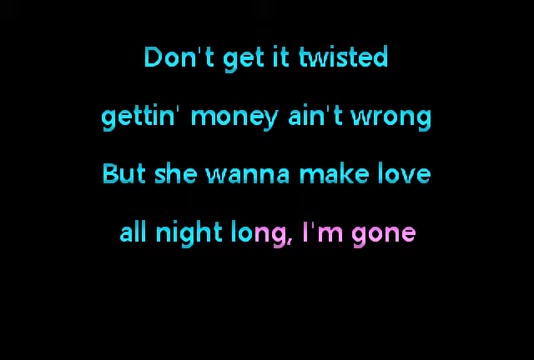 Don't get it twisted
gettin' money ain't wrong
But she wanna make love
all night long, I'm gone